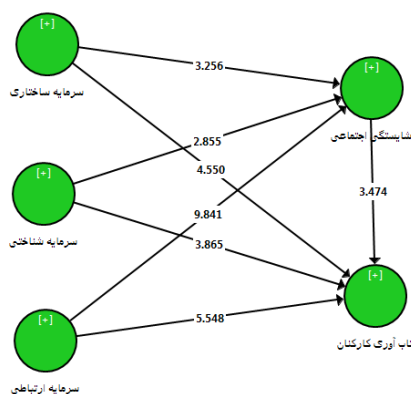 [+]
سرمایه ساختاری
[+]
شایستگی اجتماعی
3.256
2.855
4.550
3.474
[+]
سرمایه شناختی
9.841
3.865
[+]
تاب آوری کارکنان
5.548
[+]
سرمایه ارتباطی